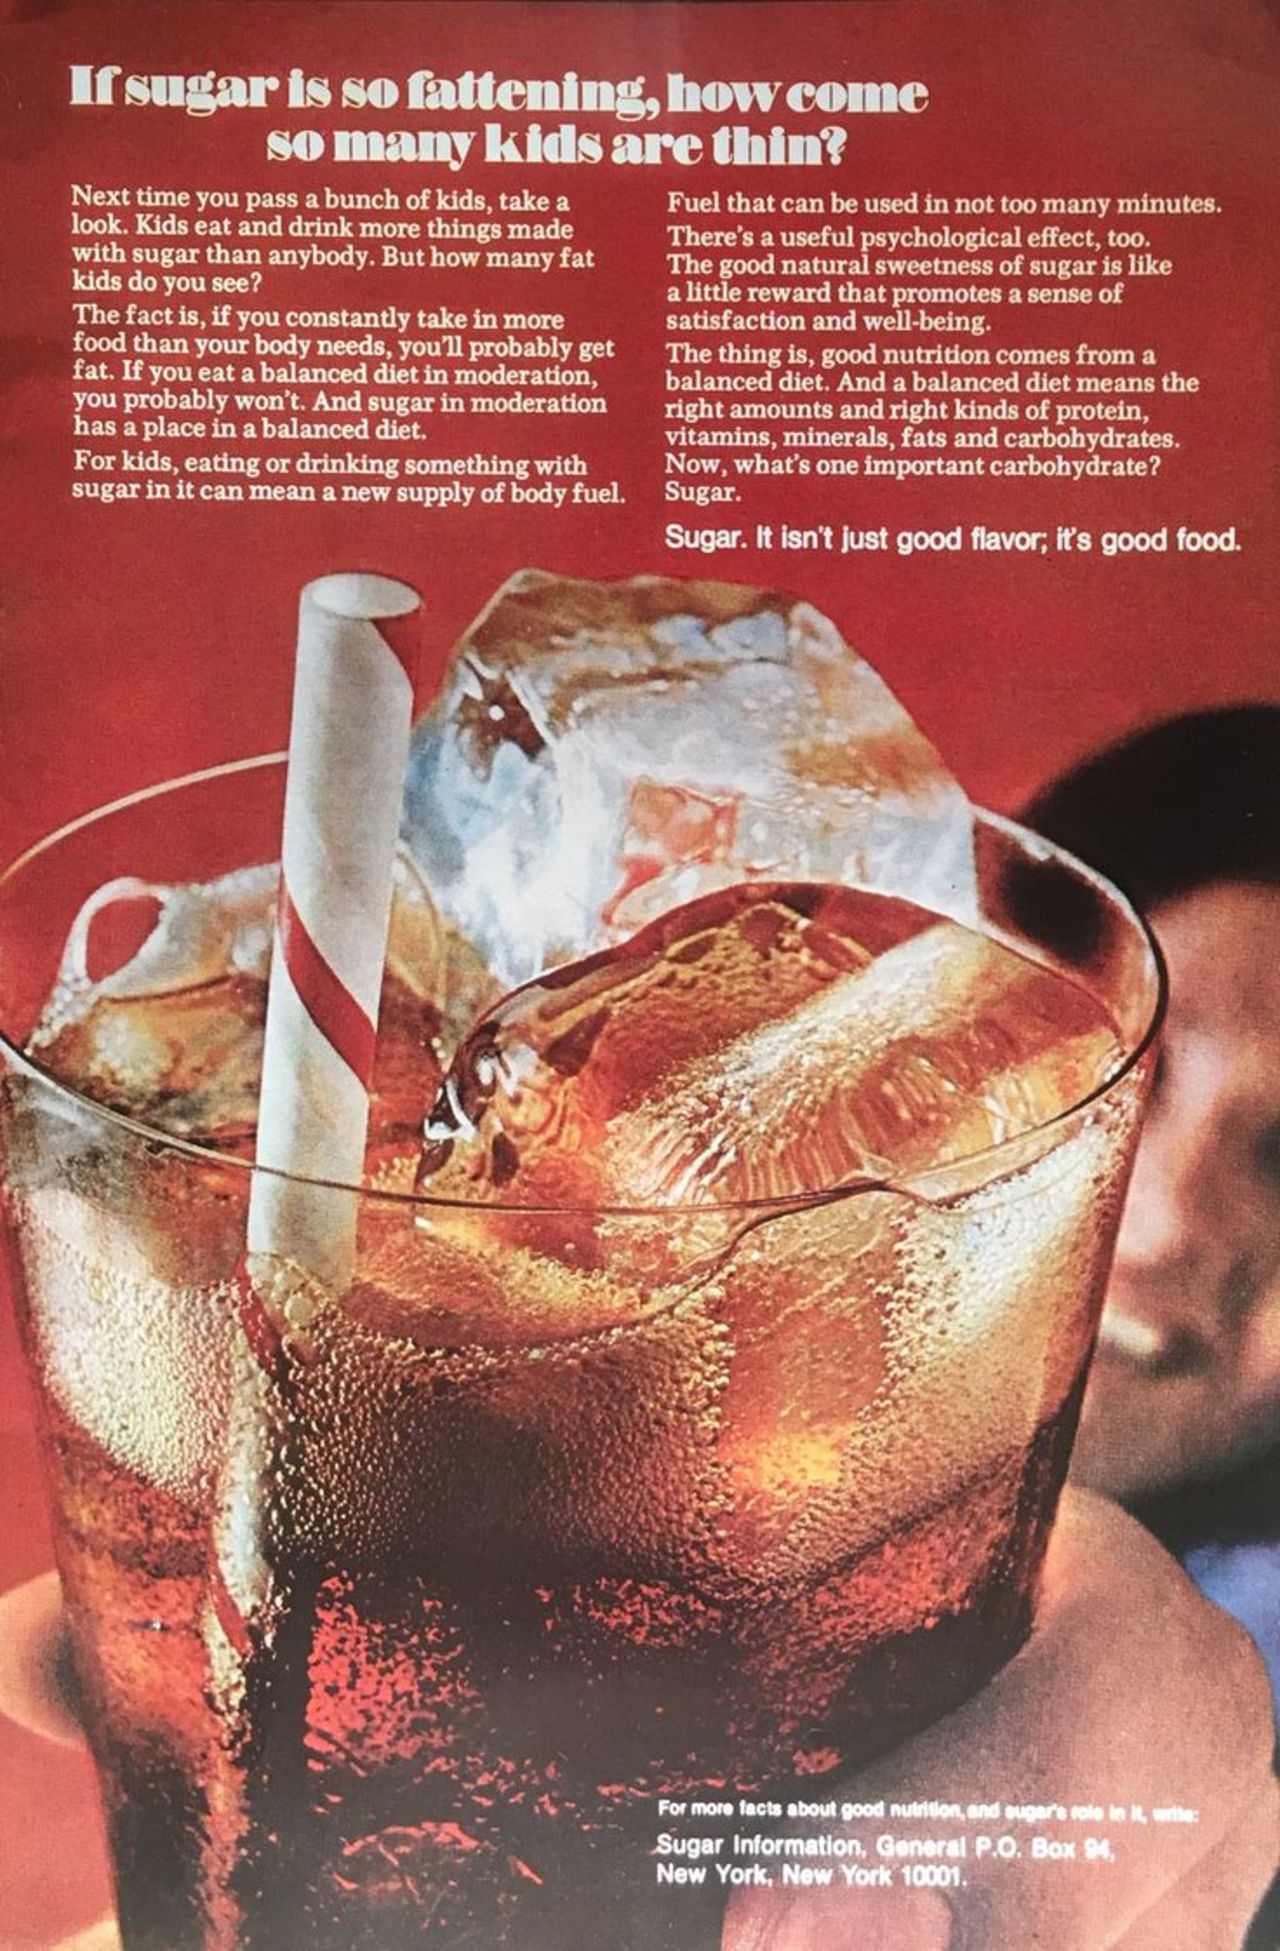 If sugar is so fattening, how come
so many kids are thin?
Next time you pass a bunch of kids, take a
look. Kids eat and drink more things made
with sugar than anybody. But how many fat
kids do you see?
The fact is, if you constantly take in more
food than your body needs, you'll probably get
fat. If you eat a balanced diet in moderation,
you probably won't. And sugar in moderation
has a place in a balanced diet.
For kids, eating or drinking something with
sugar in it can mean a new supply of body fuel.
Fuel that can be used in not too many minutes.
There's a useful psychological effect, too.
The good natural sweetness of sugar is like
a little reward that promotes a sense of
satisfaction and well-being.
The thing is, good nutrition comes from a
balanced diet. And a balanced diet means the
right amounts and right kinds of protein,
vitamins, minerals, fats and carbohydrates.
Now, what's one important carbohydrate?
Sugar.
Sugar. It isn't just good flavor; it's good food.
For more facts about good nutrition, and sugar's role in it, write:
Sugar Information, General P.O. Box 94,
New York, New York 10001.